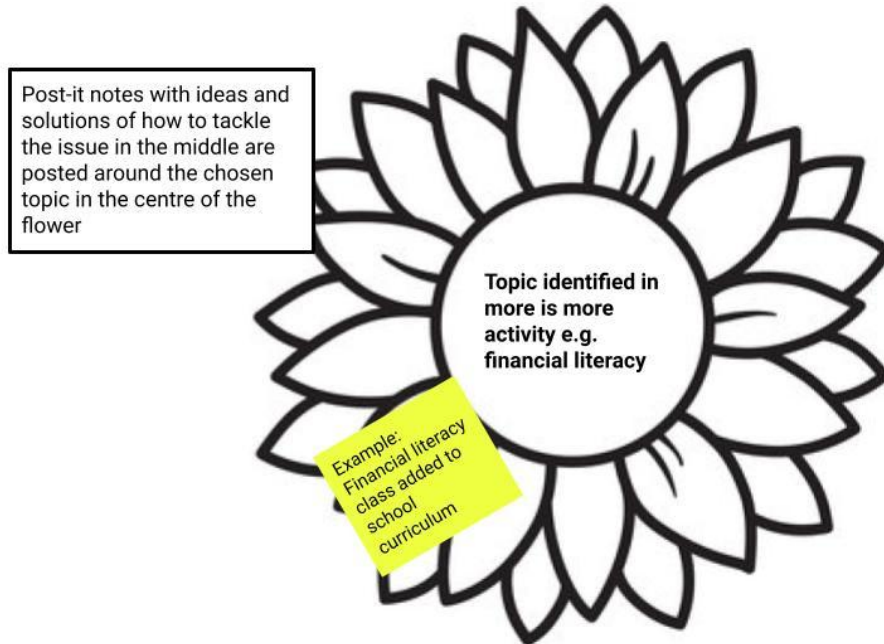 Post-it notes with ideas and
solutions of how to tackle
the issue in the middle are
posted around the chosen
topic in the centre of the
flower
Topic identified in
more is more
activity e.g.
financial literacy
Example:
Financial literacy
class added to
school
curriculum